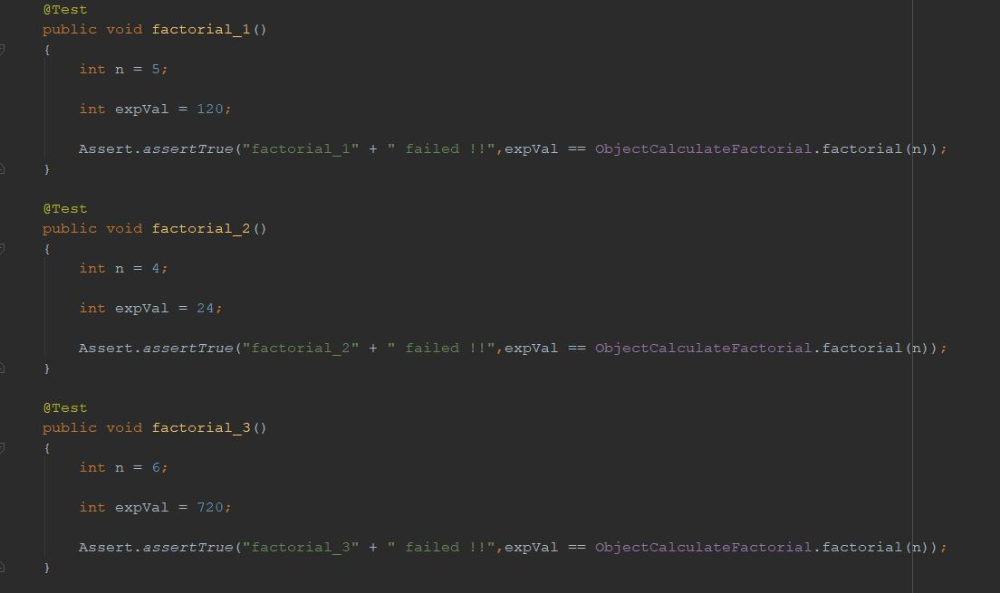 @Test
public void factorial_1()
{
int n = 5;
int expVal = 120;
Assert.assertTrue("factorial_1" + " failed !!",expVal == ObjectCalculateFactorial.factorial(n));
}
@Test
public void factorial_2()
{
int n = 4;
int expVal = 24;
Assert.assertTrue("factorial_2" + " failed !!",expVal == ObjectCalculateFactorial.factorial(n));
}
@Test
public void factorial_3()
{
int n = 6;
int expVal = 720;
Assert.assertTrue("factorial_3" + " failed !!",expVal == ObjectCalculateFactorial.factorial(n));
}